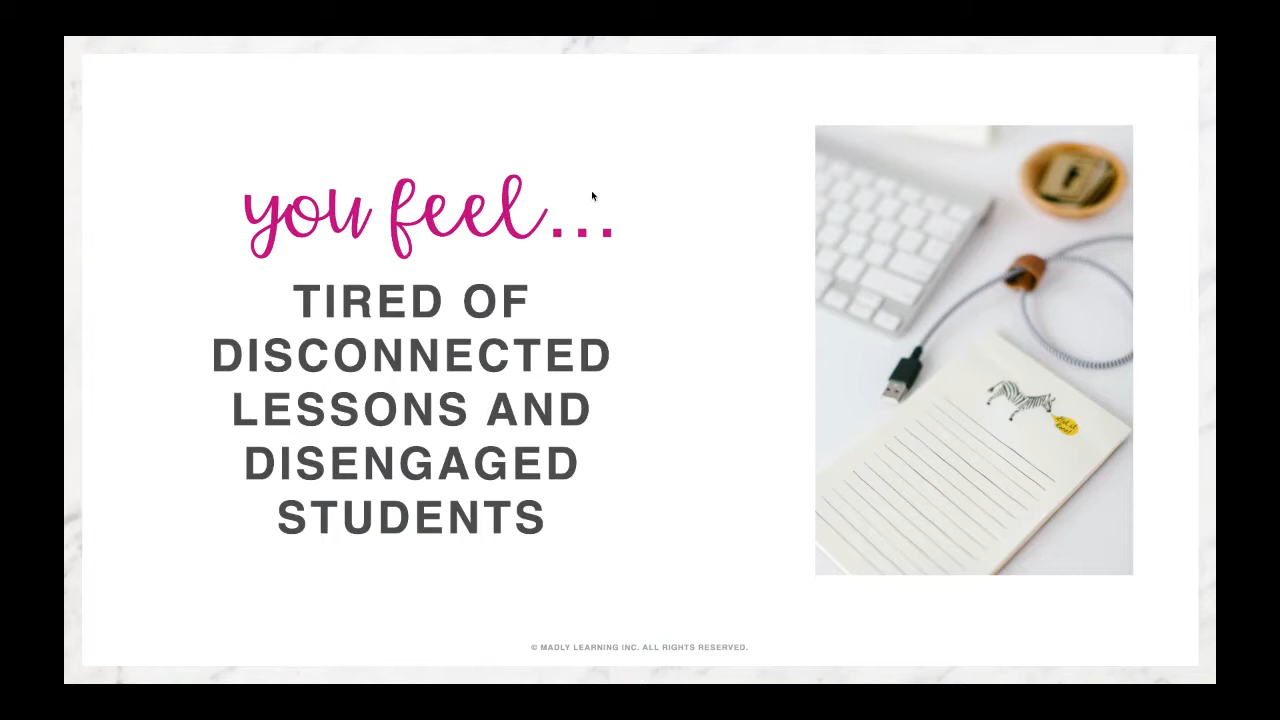 you feel...
TIRED OF
DISCONNECTED
LESSONS AND
DISENGAGED
STUDENTS
© MADLY LEARNING INC. ALL RIGHTS RESERVED.